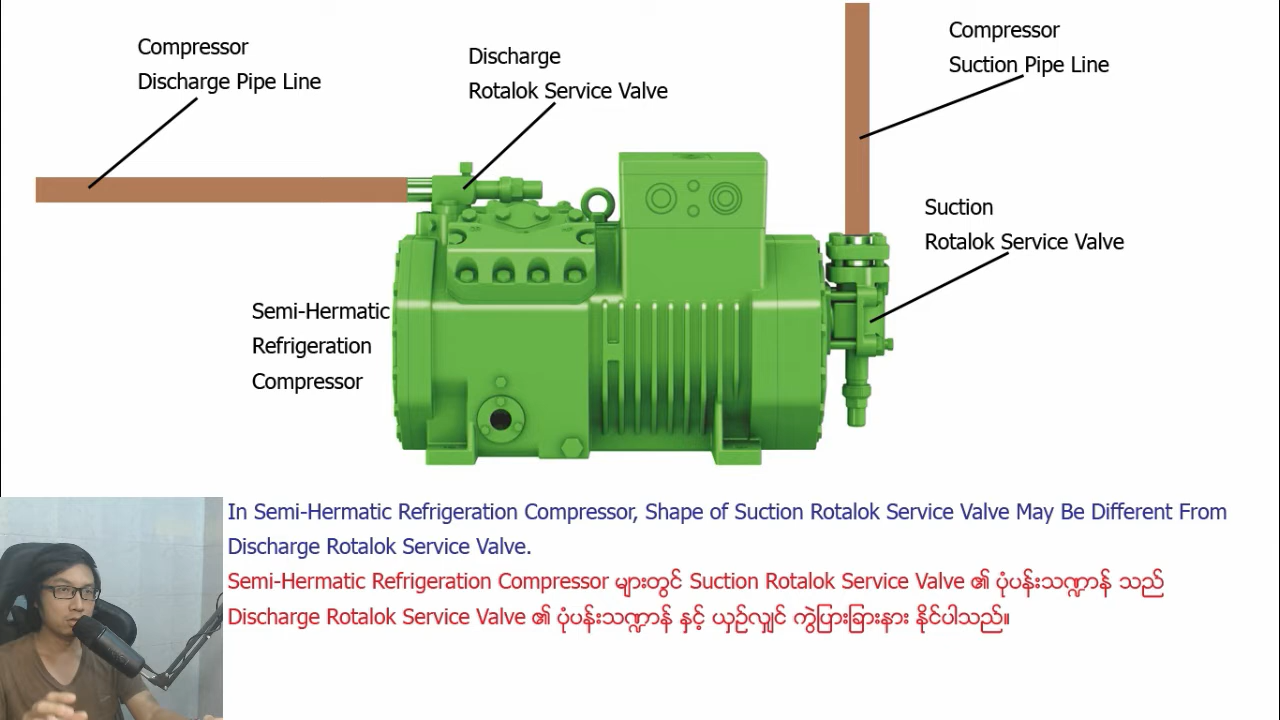 Compressor
Discharge Pipe Line
Discharge
Rotalok Service Valve
Compressor
Suction Pipe Line
Suction
Rotalok Service Valve
Semi-Hermatic
Refrigeration
Compressor
In Semi-Hermatic Refrigeration Compressor, Shape of Suction Rotalok Service Valve May Be Different From
Discharge Rotalok Service Valve.
Semi-Hermatic Refrigeration Compressor များတွင် Suction Rotalok Service Valve ၏ ပုံပန်းသဏ္ဍာန် သည်
Discharge Rotalok Service Valve ၏ ပုံပန်းသဏ္ဍာန် နှင့် ယှဉ်လျှင် ကွဲပြားခြားနား နိုင်ပါသည်။